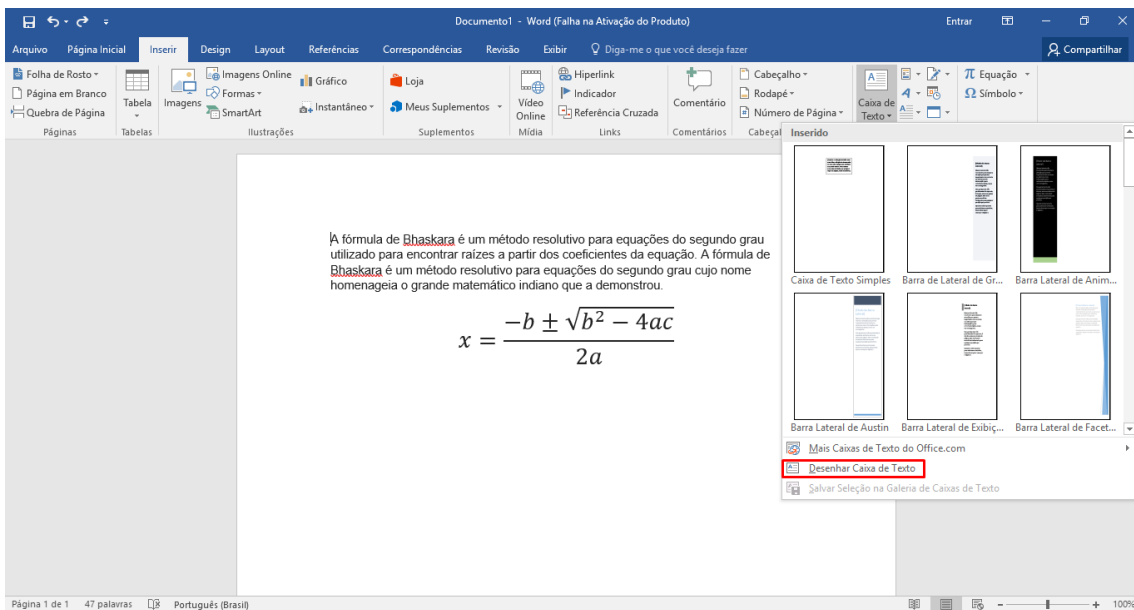 Documento1 - Word (Falha na Ativação do Produto)
Entrar
Arquivo Página Inicial Inserir Design Layout Referências Correspondências Revisão Exibir Diga-me o que você deseja fazer Compartilhar
Folha de Rosto
Página em Branco
Quebra de Página
Páginas
Tabela
Tabelas
Imagens
Imagens Online
Formas
SmartArt
Gráfico
Instantâneo
Ilustrações
Loja
Meus Suplementos
Suplementos
Vídeo
Online
Mídia
Hiperlink
Indicador
Referência Cruzada
Links
Comentário
Comentários
Cabeçalho
Rodapé
Número de Página
Cabeçal
Caixa de
Texto
Equação
Símbolo
Inserido
Caixa de Texto Simples Barra de Lateral de Gr... Barra Lateral de Anim...
Barra Lateral de Austin Barra Lateral de Exibiç... Barra Lateral de Facet...
Mais Caixas de Texto do Office.com
Desenhar Caixa de Texto
Salvar Seleção na Galeria de Caixas de Texto
A fórmula de Bhaskara é um método resolutivo para equações do segundo grau
utilizado para encontrar raízes a partir dos coeficientes da equação. A fórmula de
Bhaskara é um método resolutivo para equações do segundo grau cujo nome
homenageia o grande matemático indiano que a demonstrou.
x = (−b ± √(b² − 4ac)) / 2a
Página 1 de 1 47 palavras Português (Brasil) 100%